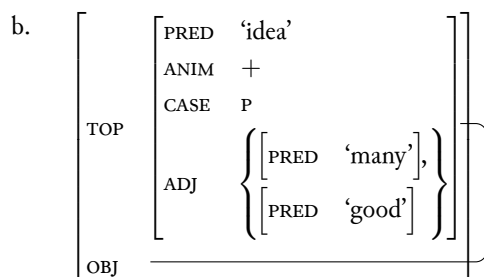 b.
PRED ‘idea’
ANIM +
CASE P
TOP
ADJ { [PRED ‘many’],
[PRED ‘good’] }
OBJ